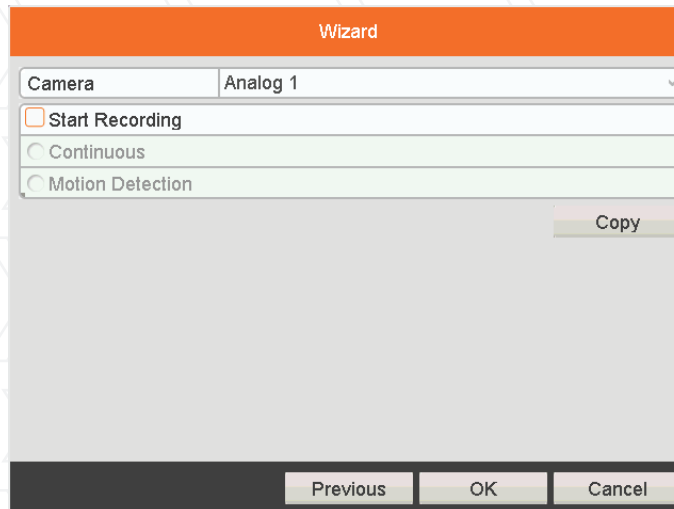 Wizard
Camera Analog 1
Start Recording
Continuous
Motion Detection
Copy
Previous OK Cancel